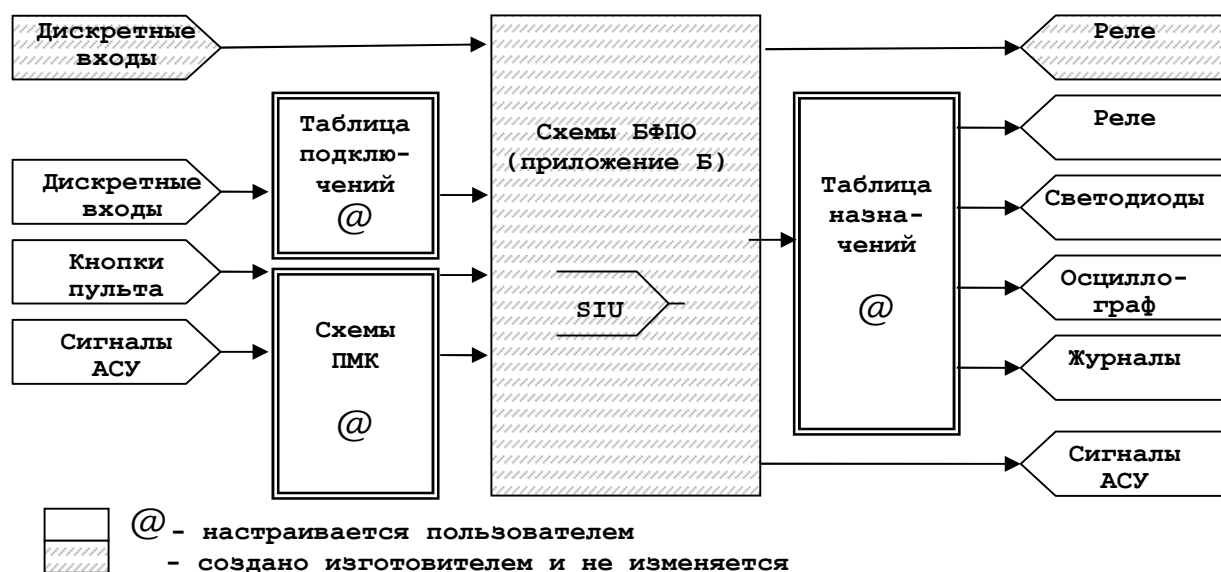 Дискретные
входы
Реле
Таблица
подклю-
чений
@
Схемы БФПО
(приложение Б)
Реле
Дискретные
входы
Таблица
назна-
чений
@
Светодиоды
Кнопки
пульта
SIU
Осцилло-
граф
Сигналы
АСУ
Схемы
ПМК
@
Журналы
Сигналы
АСУ
@ - настраивается пользователем
- создано изготовителем и не изменяется